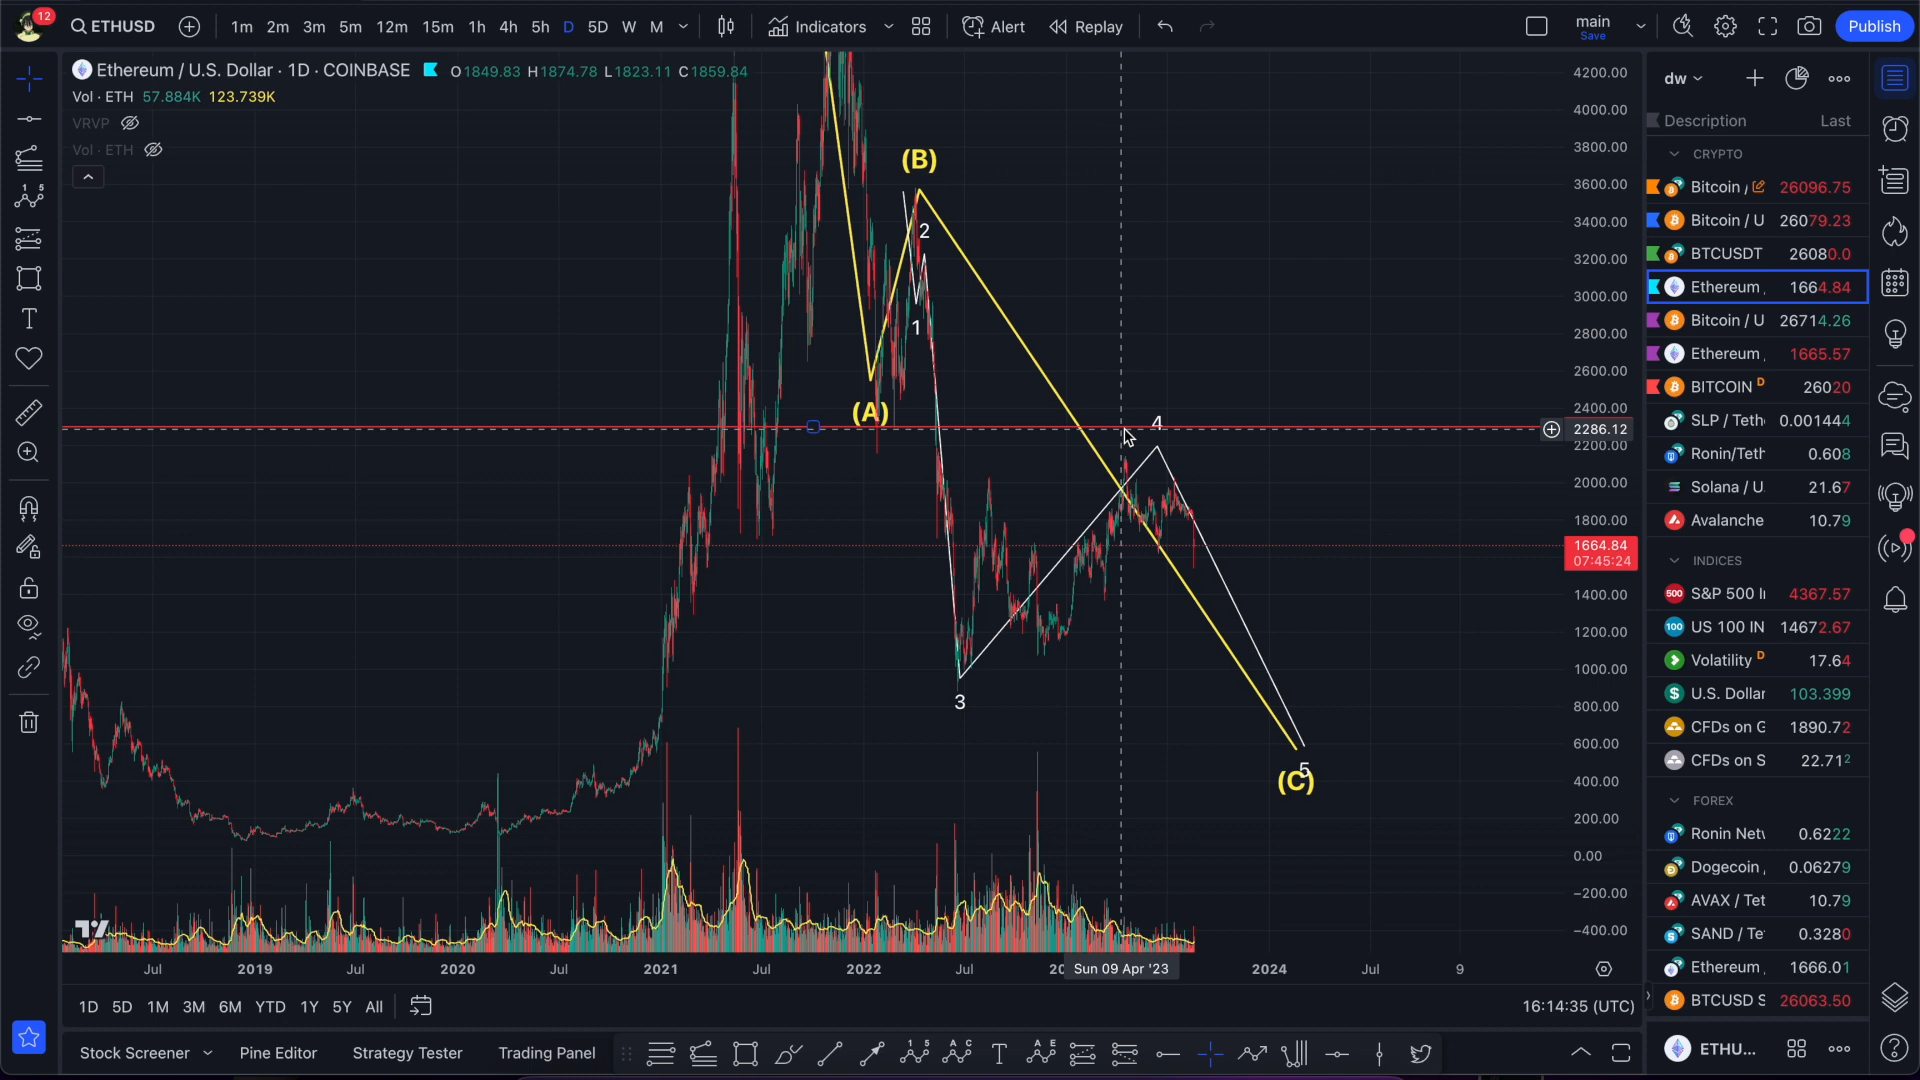 12
ETHUSD
1m 2m 3m 5m 12m 15m 1h 4h 5h D 5D W M
Indicators
Alert
Replay
main
Save
Publish
Ethereum / U.S. Dollar · 1D · COINBASE
O1849.83 H1874.78 L1823.11 C1859.84
Vol · ETH 57.884K 123.739K
VRVP
Vol · ETH
(B)
2
1
(A)
4
3
5
(C)
4200.00
4000.00
3800.00
3600.00
3400.00
3200.00
3000.00
2800.00
2600.00
2400.00
2286.12
2200.00
2000.00
1800.00
1664.84
07:45:24
1400.00
1200.00
1000.00
800.00
600.00
400.00
200.00
0.00
−200.00
−400.00
Jul 2019 Jul 2020 Jul 2021 Jul 2022 Jul Sun 09 Apr '23 2024 Jul 9
1D 5D 1M 3M 6M YTD 1Y 5Y All
16:14:35 (UTC)
Stock Screener Pine Editor Strategy Tester Trading Panel
dw
Description Last
CRYPTO
Bitcoin / 26096.75
Bitcoin / U 26079.23
BTCUSDT 26080.0
Ethereum 1664.84
Bitcoin / U 26714.26
Ethereum 1665.57
BITCOIN D 26020
SLP / Teth 0.001444
Ronin/Teth 0.608
Solana / U. 21.67
Avalanche 10.79
INDICES
500 S&P 500 I 4367.57
100 US 100 IN 14672.67
Volatility D 17.64
U.S. Dollar 103.399
CFDs on G 1890.72
CFDs on S 22.712
FOREX
Ronin Net 0.6222
Dogecoin 0.06279
AVAX / Tet 10.79
SAND / Te 0.3280
Ethereum 1666.01
BTCUSD S 26063.50
ETHU...